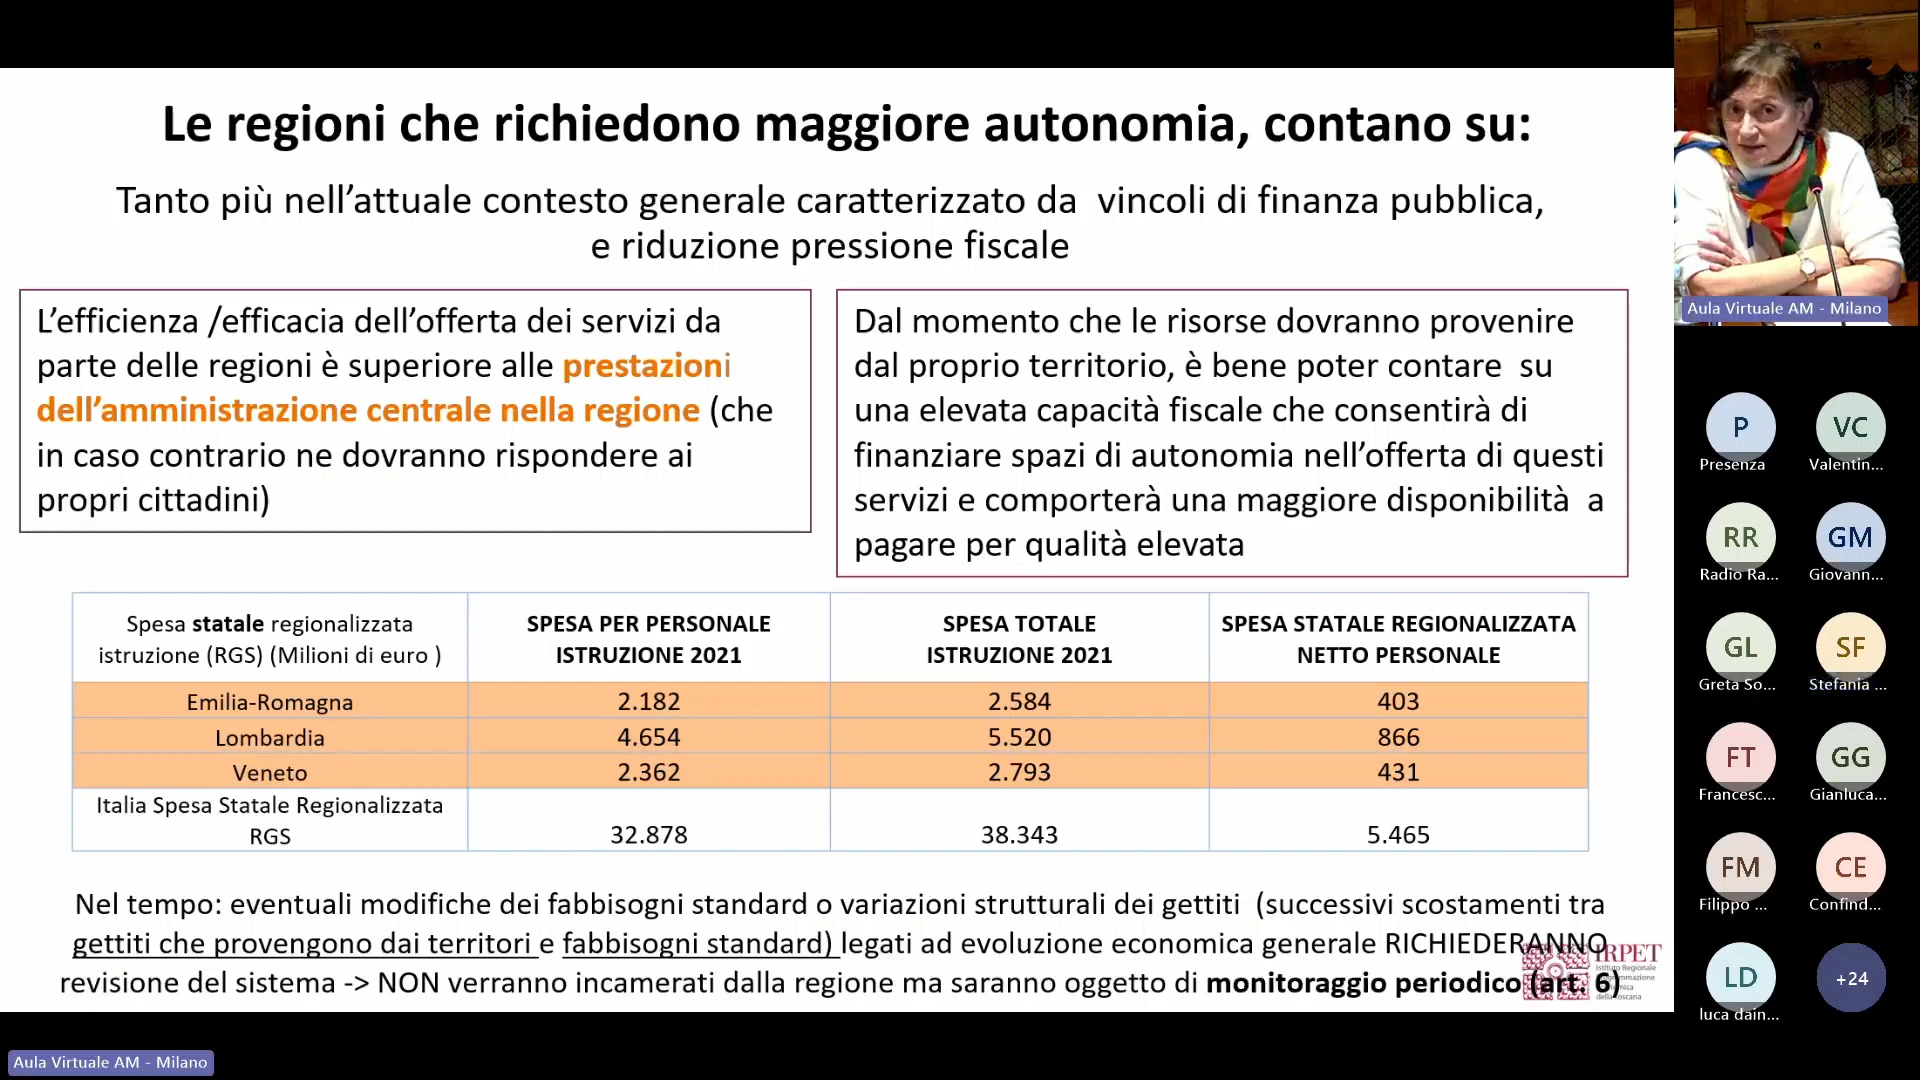 Le regioni che richiedono maggiore autonomia, contano su:
Tanto più nell'attuale contesto generale caratterizzato da vincoli di finanza pubblica,
e riduzione pressione fiscale
L'efficienza /efficacia dell'offerta dei servizi da
parte delle regioni è superiore alle prestazioni
dell'amministrazione centrale nella regione (che
in caso contrario ne dovranno rispondere ai
propri cittadini)
Dal momento che le risorse dovranno provenire
dal proprio territorio, è bene poter contare su
una elevata capacità fiscale che consentirà di
finanziare spazi di autonomia nell'offerta di questi
servizi e comporterà una maggiore disponibilità a
pagare per qualità elevata
Spesa statale regionalizzata
istruzione (RGS) (Milioni di euro )
SPESA PER PERSONALE
ISTRUZIONE 2021
SPESA TOTALE
ISTRUZIONE 2021
SPESA STATALE REGIONALIZZATA
NETTO PERSONALE
Emilia-Romagna 2.182 2.584 403
Lombardia 4.654 5.520 866
Veneto 2.362 2.793 431
Italia Spesa Statale Regionalizzata
RGS 32.878 38.343 5.465
Nel tempo: eventuali modifiche dei fabbisogni standard o variazioni strutturali dei gettiti (successivi scostamenti tra
gettiti che provengono dai territori e fabbisogni standard) legati ad evoluzione economica generale RICHIEDERANNO
revisione del sistema -> NON verranno incamerati dalla regione ma saranno oggetto di monitoraggio periodico (art. 6)
IRPET
Istituto Regionale
della Toscana
Aula Virtuale AM - Milano
P
Presenza
VC
Valentin...
RR
Radio Ra...
GM
Giovann...
GL
Greta So...
SF
Stefania ...
FT
Francesc...
GG
Gianluca...
FM
Filippo ...
CE
Confind...
LD
luca dain...
+24
Aula Virtuale AM - Milano